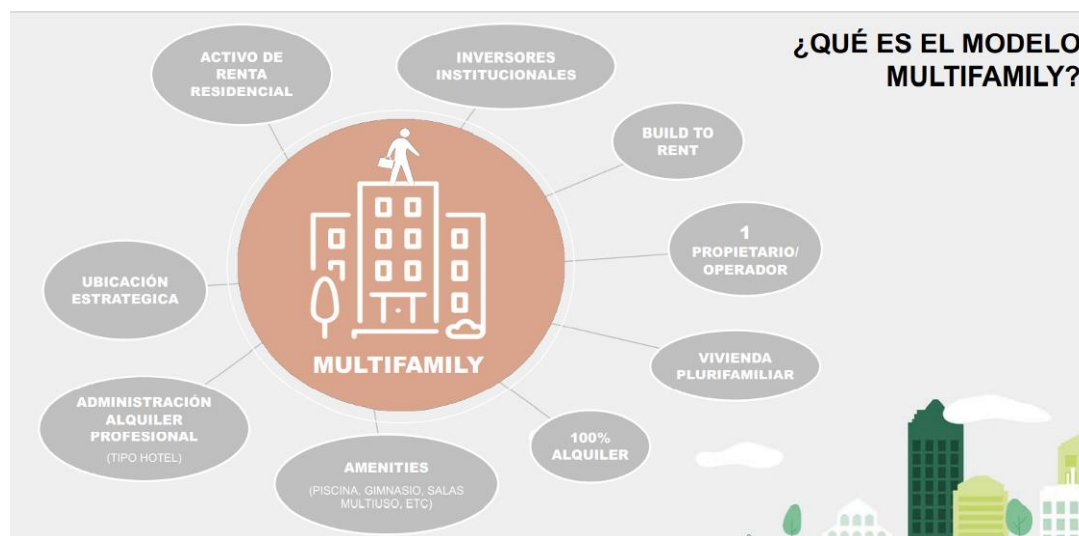 ¿QUÉ ES EL MODELO
MULTIFAMILY?
ACTIVO DE
RENTA
RESIDENCIAL
INVERSORES
INSTITUCIONALES
BUILD TO
RENT
1
PROPIETARIO/
OPERADOR
VIVIENDA
PLURIFAMILIAR
100%
ALQUILER
AMENITIES
(PISCINA, GIMNASIO, SALAS
MULTIUSO, ETC)
ADMINISTRACIÓN
ALQUILER
PROFESIONAL
(TIPO HOTEL)
UBICACIÓN
ESTRATEGICA
MULTIFAMILY